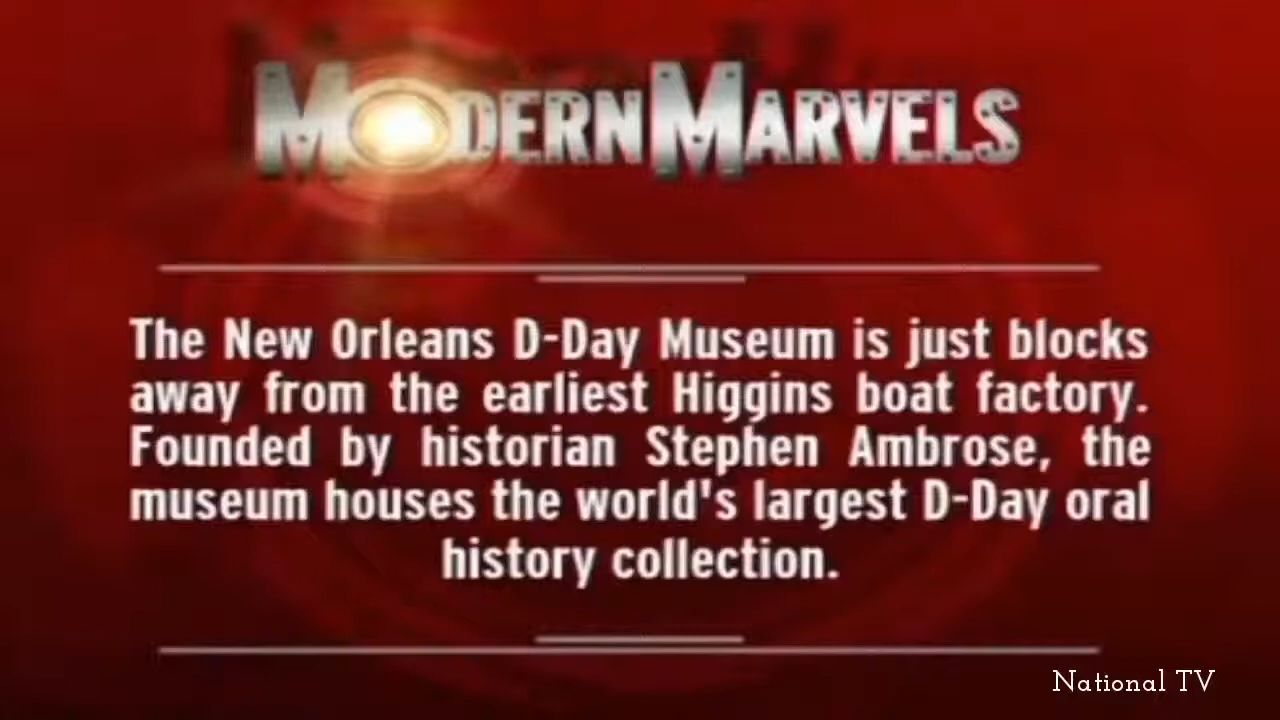 MODERN MARVELS
The New Orleans D-Day Museum is just blocks
away from the earliest Higgins boat factory.
Founded by historian Stephen Ambrose, the
museum houses the world's largest D-Day oral
history collection.
National TV